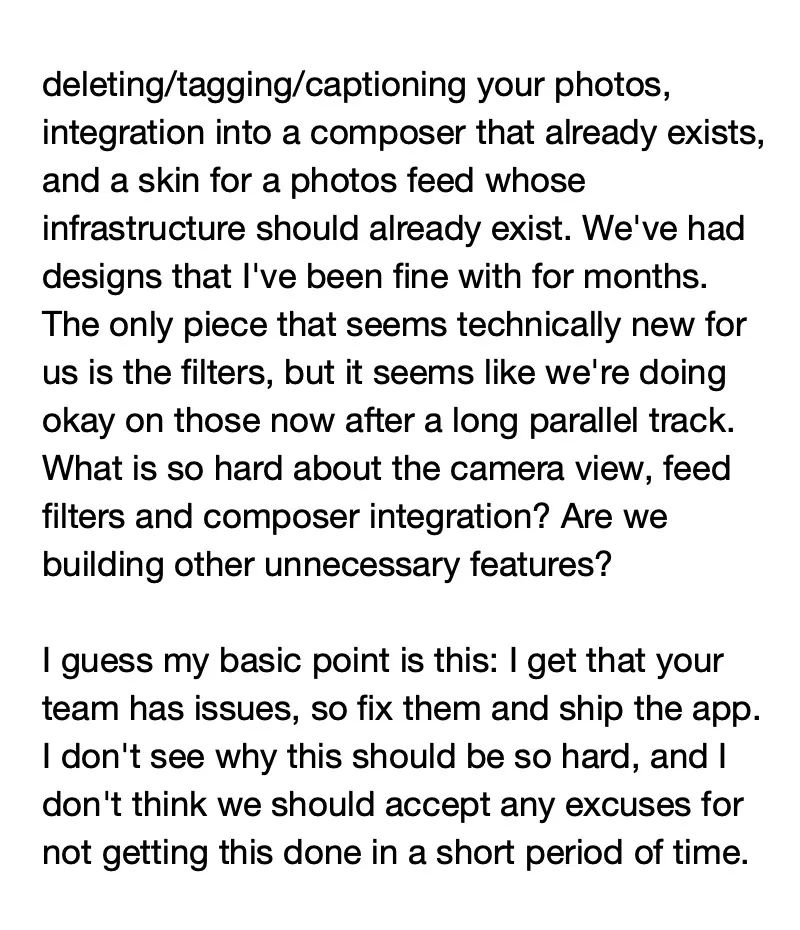 deleting/tagging/captioning your photos,
integration into a composer that already exists,
and a skin for a photos feed whose
infrastructure should already exist. We've had
designs that I've been fine with for months.
The only piece that seems technically new for
us is the filters, but it seems like we're doing
okay on those now after a long parallel track.
What is so hard about the camera view, feed
filters and composer integration? Are we
building other unnecessary features?
I guess my basic point is this: I get that your
team has issues, so fix them and ship the app.
I don't see why this should be so hard, and I
don't think we should accept any excuses for
not getting this done in a short period of time.